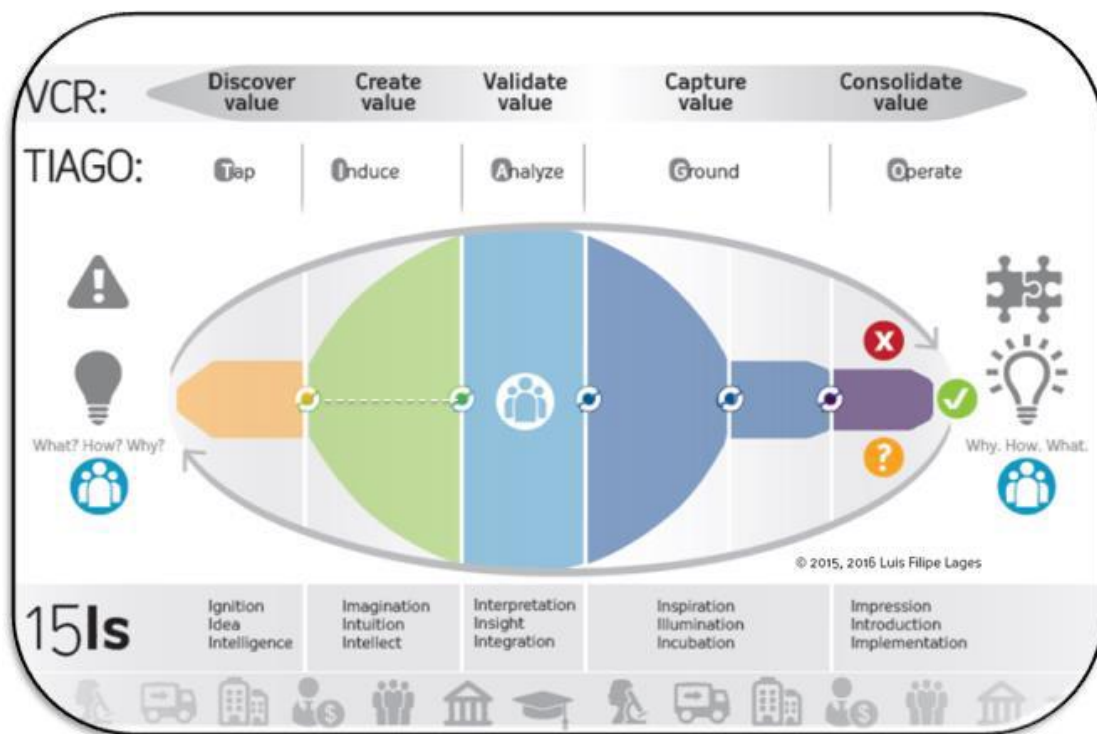 VCR:
Discover value
Create value
Validate value
Capture value
Consolidate value
TIAGO:
Tap
Induce
Analyze
Ground
Operate
What? How? Why?
X
?
Why. How. What.
© 2015, 2016 Luis Filipe Lages
15Is
Ignition
Idea
Intelligence
Imagination
Intuition
Intellect
Interpretation
Insight
Integration
Inspiration
Illumination
Incubation
Impression
Introduction
Implementation